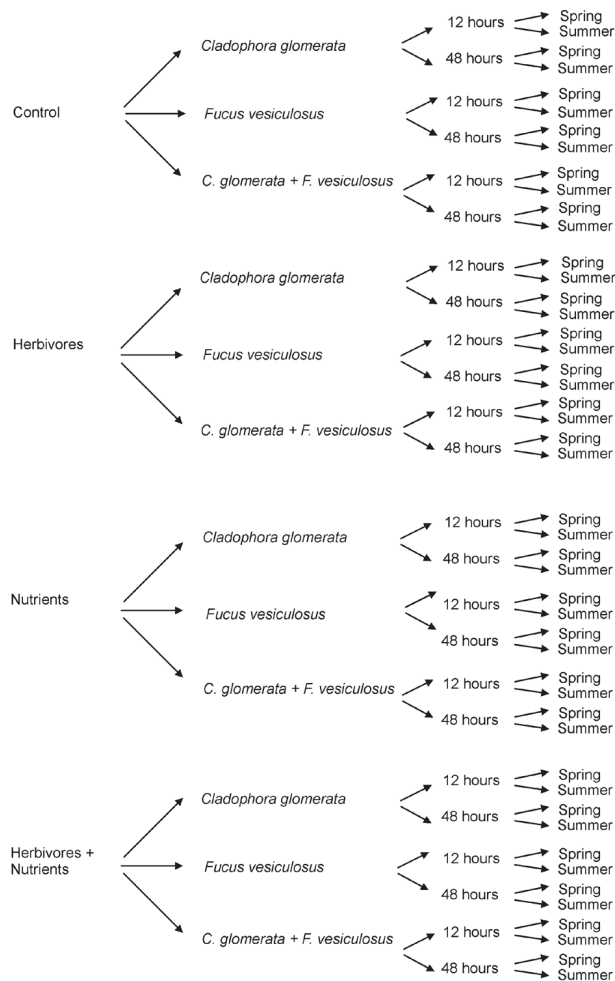 Control
Cladophora glomerata
12 hours
Spring
Summer
48 hours
Spring
Summer
Fucus vesiculosus
12 hours
Spring
Summer
48 hours
Spring
Summer
C. glomerata + F. vesiculosus
12 hours
Spring
Summer
48 hours
Spring
Summer
Herbivores
Cladophora glomerata
12 hours
Spring
Summer
48 hours
Spring
Summer
Fucus vesiculosus
12 hours
Spring
Summer
48 hours
Spring
Summer
C. glomerata + F. vesiculosus
12 hours
Spring
Summer
48 hours
Spring
Summer
Nutrients
Cladophora glomerata
12 hours
Spring
Summer
48 hours
Spring
Summer
Fucus vesiculosus
12 hours
Spring
Summer
48 hours
Spring
Summer
C. glomerata + F. vesiculosus
12 hours
Spring
Summer
48 hours
Spring
Summer
Herbivores +
Nutrients
Cladophora glomerata
12 hours
Spring
Summer
48 hours
Spring
Summer
Fucus vesiculosus
12 hours
Spring
Summer
48 hours
Spring
Summer
C. glomerata + F. vesiculosus
12 hours
Spring
Summer
48 hours
Spring
Summer